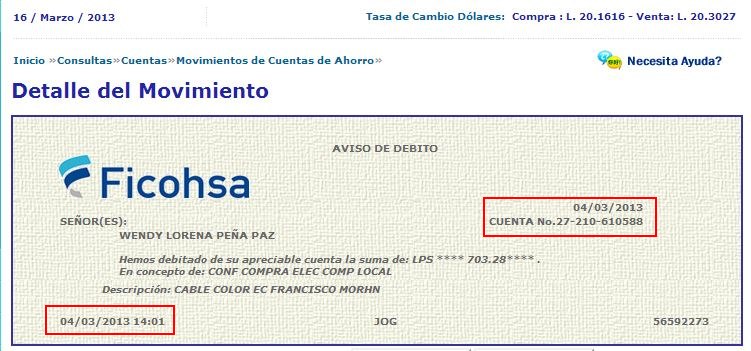 16 / Marzo / 2013
Tasa de Cambio Dólares: Compra : L. 20.1616 - Venta: L. 20.3027
Inicio »Consultas»Cuentas»Movimientos de Cuentas de Ahorro»
Necesita Ayuda?
Detalle del Movimiento
AVISO DE DEBITO
Ficohsa
04/03/2013
CUENTA No.27-210-610588
SEÑOR(ES):
WENDY LORENA PEÑA PAZ
Hemos debitado de su apreciable cuenta la suma de: LPS **** 703.28**** .
En concepto de: CONF COMPRA ELEC COMP LOCAL
Descripción: CABLE COLOR EC FRANCISCO MORHN
04/03/2013 14:01 JOG 56592273